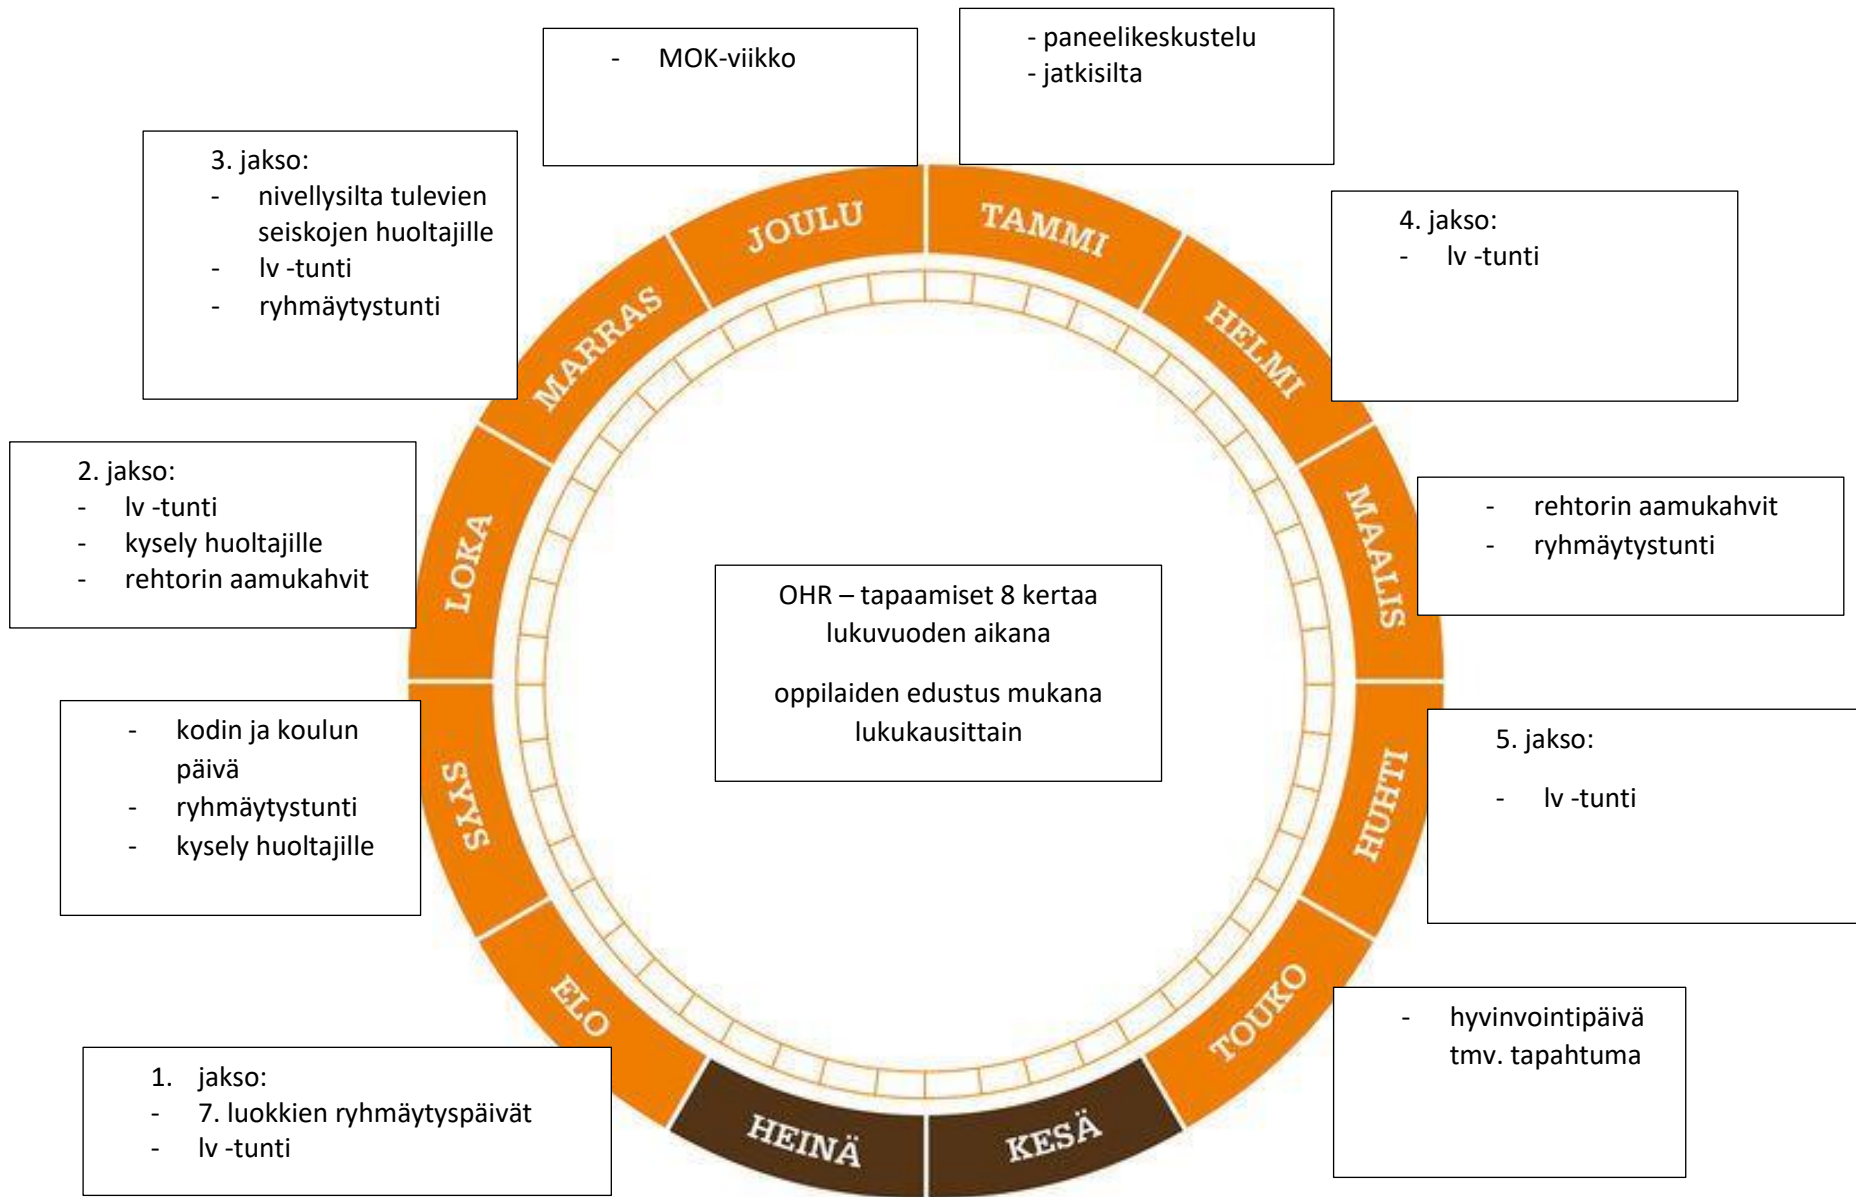 - MOK-viikko
- paneelikeskustelu
- jatkisilta
3. jakso:
- nivellysilta tulevien
seiskojen huoltajille
- lv -tunti
- ryhmäytystunti
4. jakso:
- lv -tunti
JOULU
TAMMI
MARRAS
HELMI
2. jakso:
- lv -tunti
- kysely huoltajille
- rehtorin aamukahvit
LOKA
MAALIS
- rehtorin aamukahvit
- ryhmäytystunti
OHR – tapaamiset 8 kertaa
lukuvuoden aikana
oppilaiden edustus mukana
lukukausittain
- kodin ja koulun
päivä
- ryhmäytystunti
- kysely huoltajille
SYYS
HUHTI
5. jakso:
- lv -tunti
ELO
TOUKO
- hyvinvointipäivä
tmv. tapahtuma
1. jakso:
- 7. luokkien ryhmäytyspäivät
- lv -tunti
HEINÄ
KESÄ